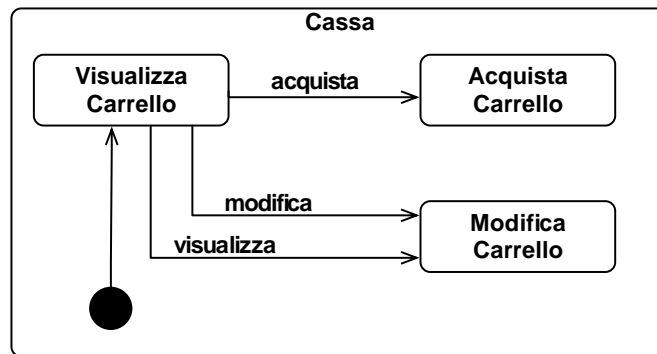 Cassa
Visualizza
Carrello
acquista
Acquista
Carrello
modifica
visualizza
Modifica
Carrello